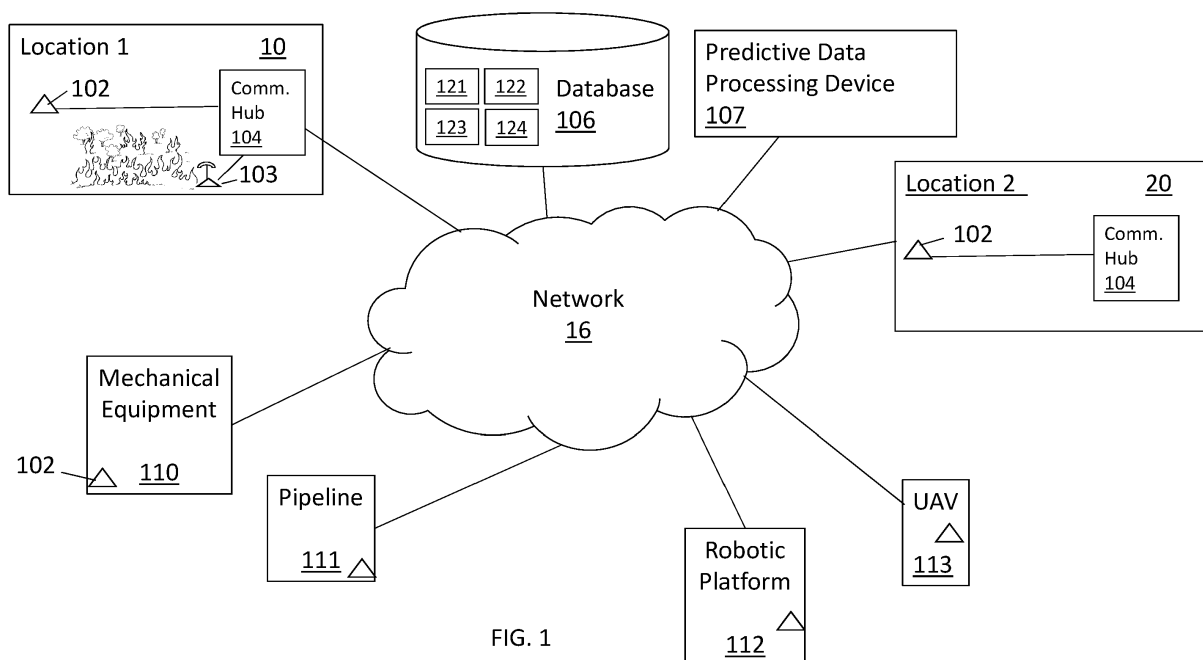 Location 1 10
102
Comm.
Hub
104
103
121 122
123 124
Database
106
Predictive Data
Processing Device
107
Location 2 20
102
Comm.
Hub
104
Network
16
Mechanical
Equipment
110
102
Pipeline
111
Robotic
Platform
112
UAV
113
FIG. 1